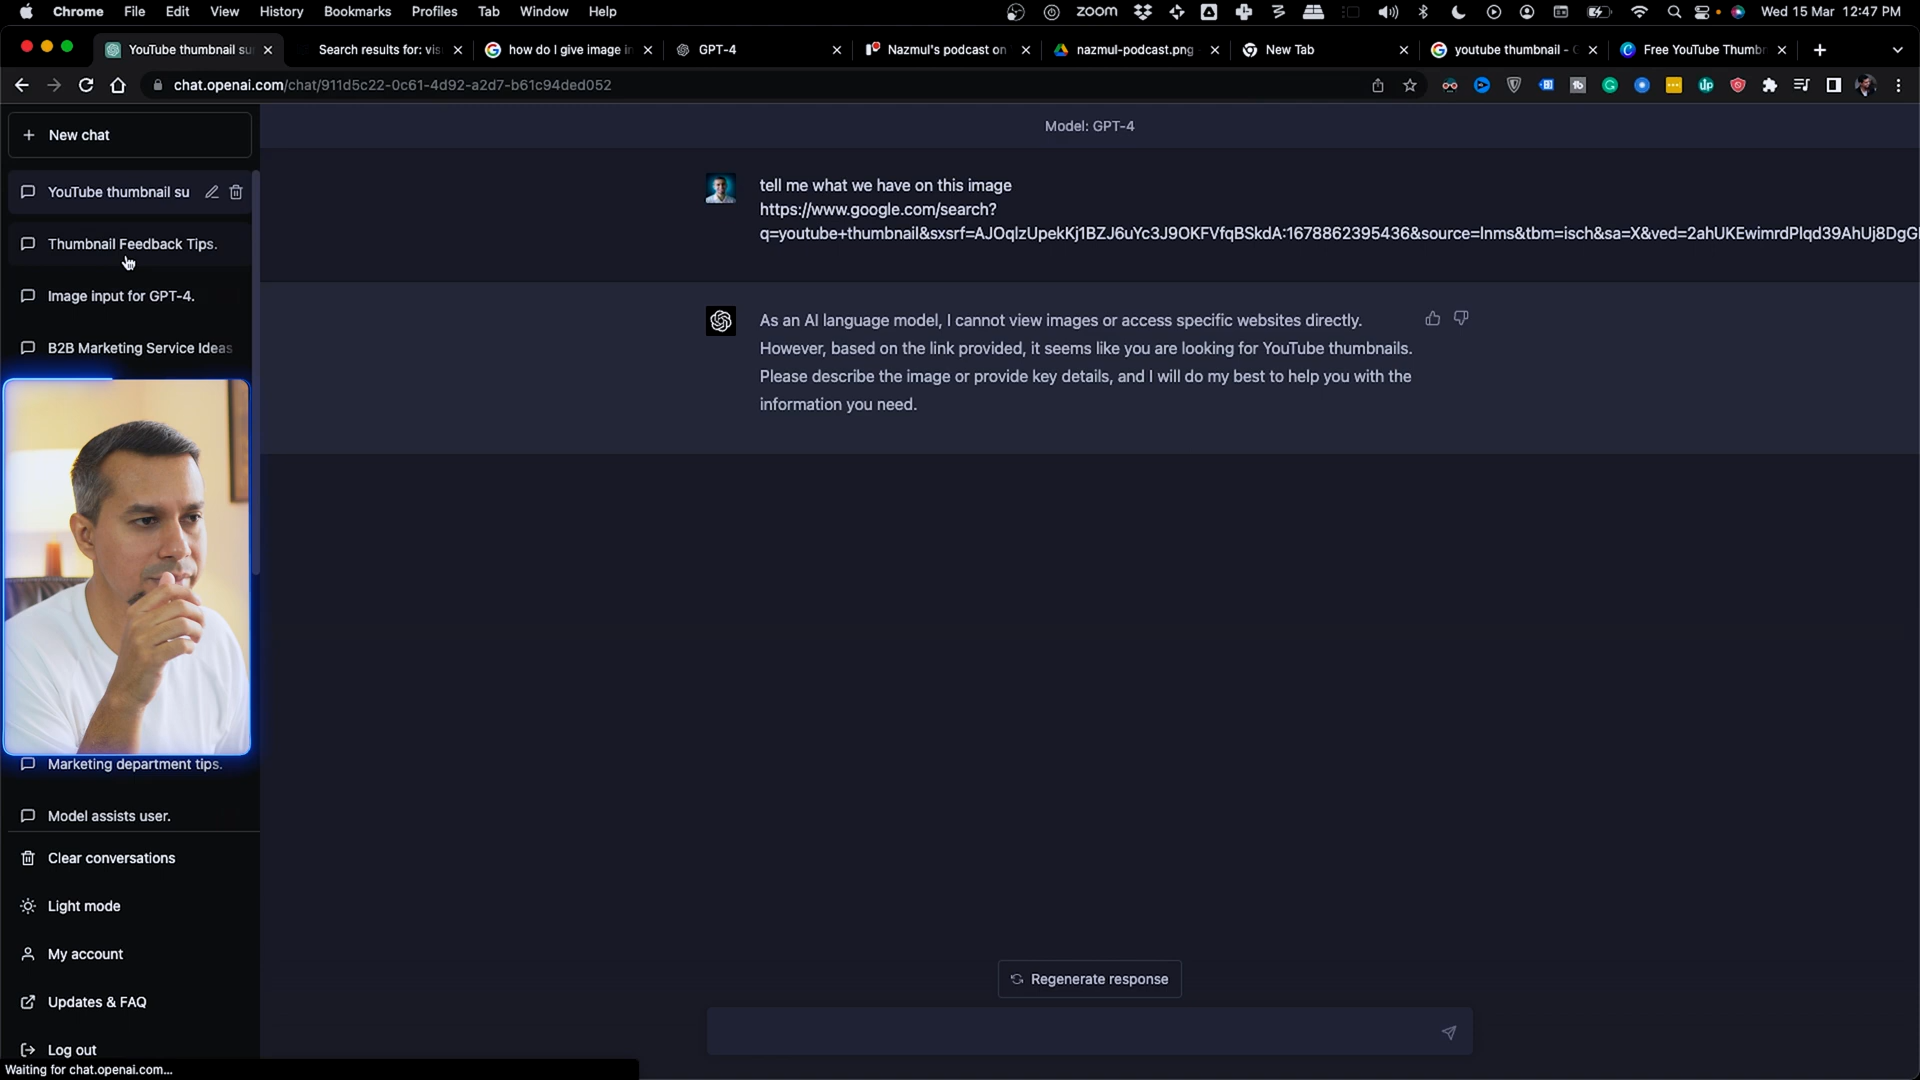 Chrome File Edit View History Bookmarks Profiles Tab Window Help zoom Wed 15 Mar 12:47 PM
YouTube thumbnail su Search results for: vis how do I give image in GPT-4 Nazmul's podcast on nazmul-podcast.png New Tab youtube thumbnail - Free YouTube Thumb
chat.openai.com/chat/911d5c22-0c61-4d92-a2d7-b61c94ded052
New chat
Model: GPT-4
YouTube thumbnail su
Thumbnail Feedback Tips.
Image input for GPT-4.
B2B Marketing Service Ideas
Marketing department tips.
Model assists user.
Clear conversations
Light mode
My account
Updates & FAQ
Log out
Waiting for chat.openai.com...
tell me what we have on this image
https://www.google.com/search?
q=youtube+thumbnail&sxsrf=AJOqlzUpekKj1BZJ6uYc3J9OKFVfqBSkdA:1678862395436&source=lnms&tbm=isch&sa=X&ved=2ahUKEwimrdPlqd39AhUj8DgG
As an AI language model, I cannot view images or access specific websites directly.
However, based on the link provided, it seems like you are looking for YouTube thumbnails.
Please describe the image or provide key details, and I will do my best to help you with the
information you need.
Regenerate response